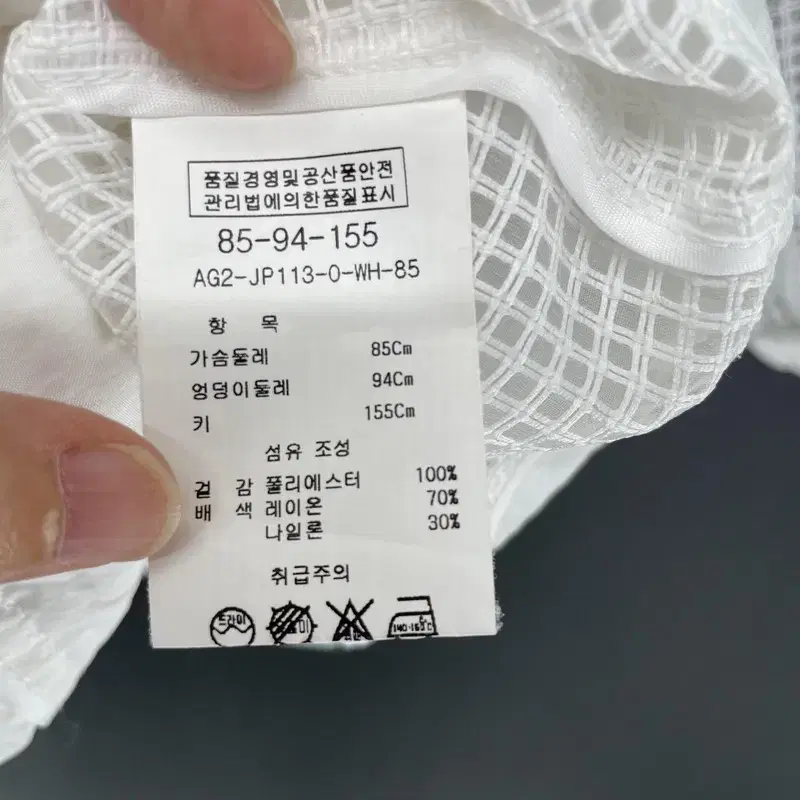 품질경영및공산품안전
관리법에의한품질표시
85-94-155
AG2-JP113-0-WH-85
항 목
가슴둘레 85Cm
엉덩이둘레 94Cm
키 155Cm
섬유 조성
겉 감 폴리에스터 100%
배 색 레이온 70%
나일론 30%
취급주의
드라이
140-160℃